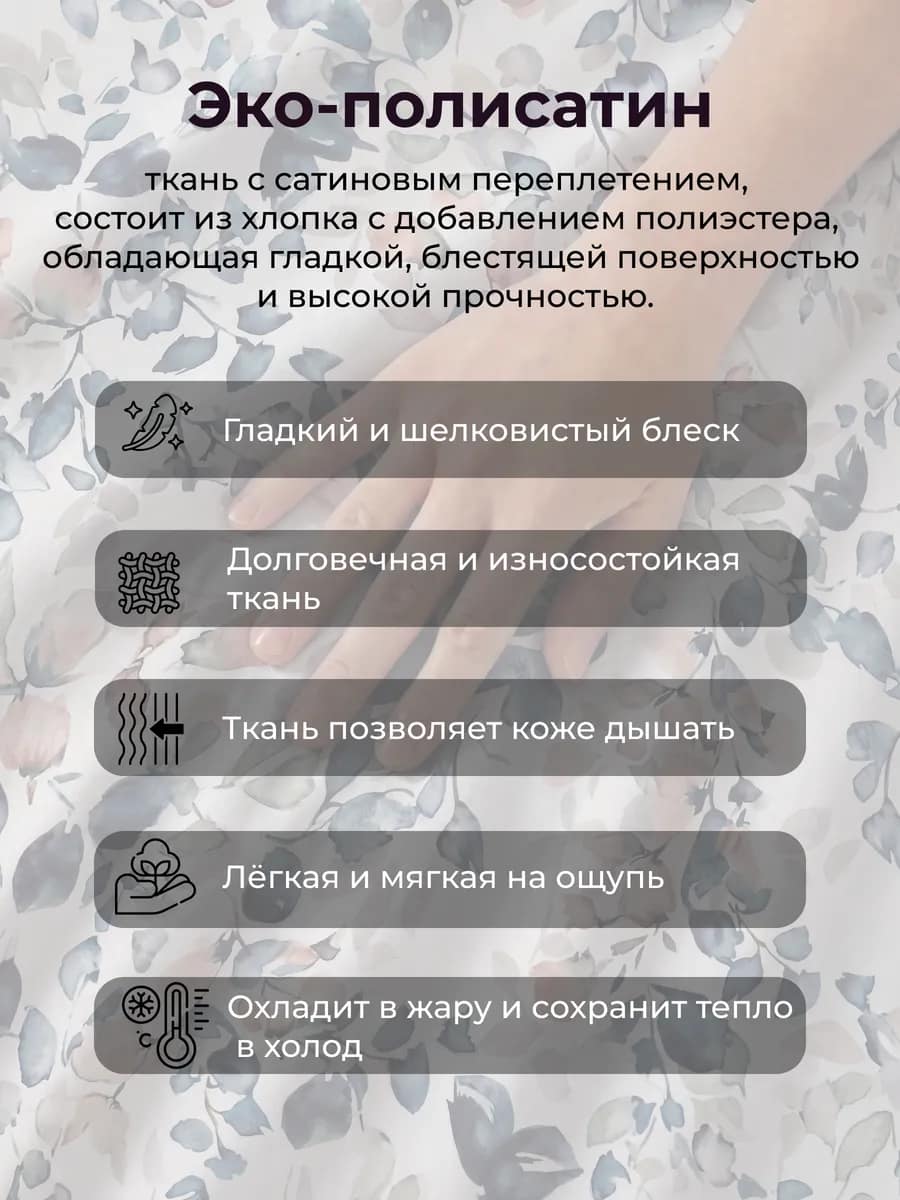 Эко-полисатин
ткань с сатиновым переплетением,
состоит из хлопка с добавлением полиэстера,
обладающая гладкой, блестящей поверхностью
и высокой прочностью.
Гладкий и шелковистый блеск
Долговечная и износостойкая
ткань
Ткань позволяет коже дышать
Лёгкая и мягкая на ощупь
°C
Охладит в жару и сохранит тепло
в холод